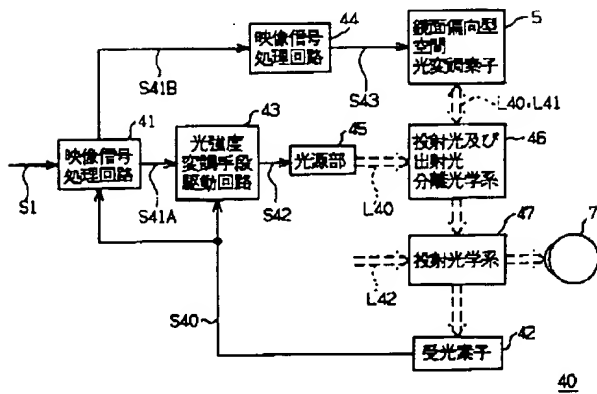 44
映像信号
処理回路
S41B
S43
5
鏡面偏向型
空間
光変調素子
L40,L41
41
映像信号
処理回路
S1
S41A
43
光強度
変調手段
駆動回路
S42
45
光源部
L40
46
投射光及び
出射光
分離光学系
47
投射光学系
L42
7
S40
42
受光素子
40